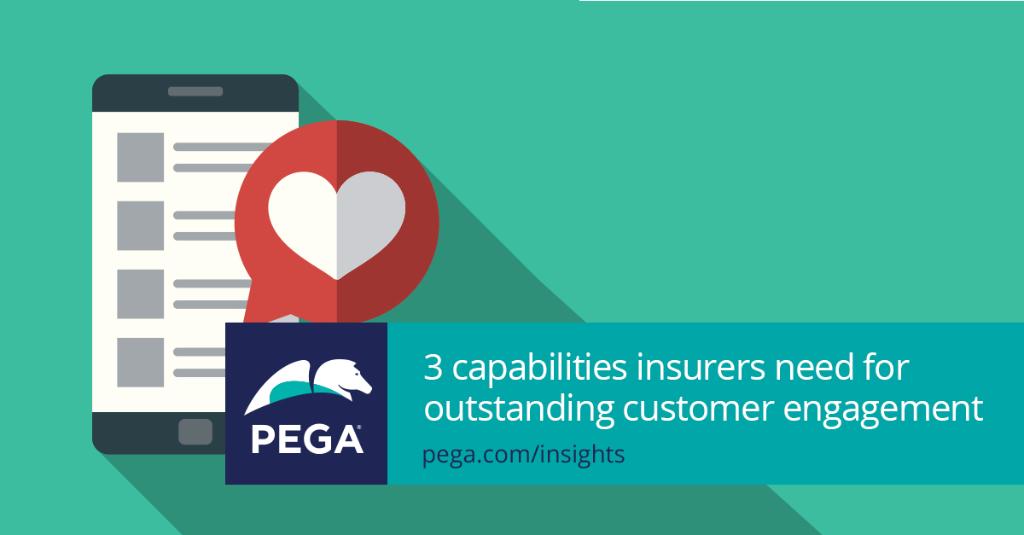 3 capabilities insurers need for
outstanding customer engagement
PEGA®
pega.com/insights